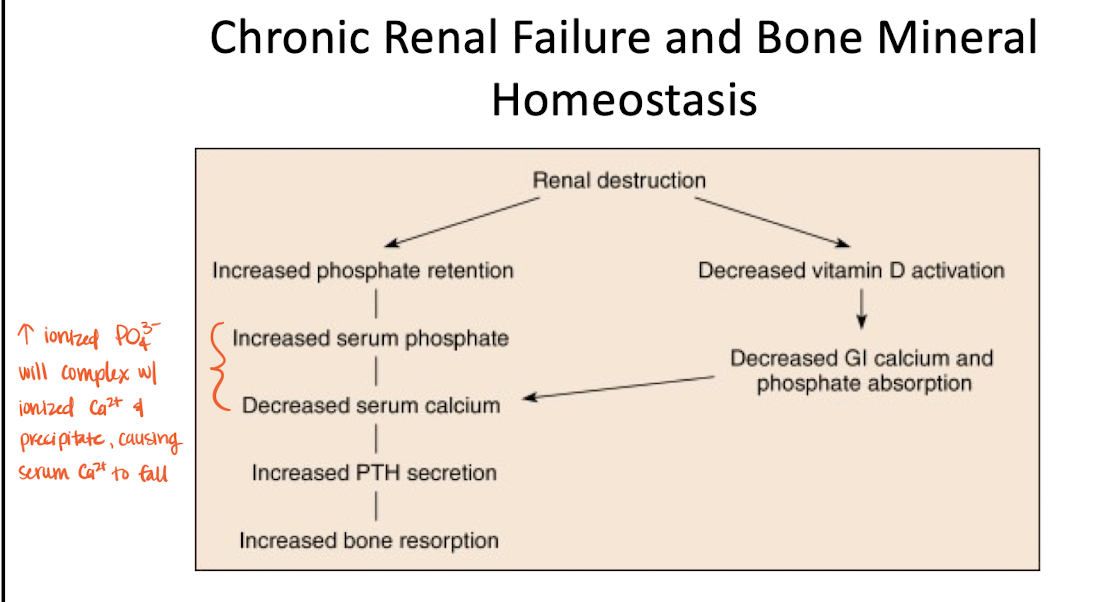 Chronic Renal Failure and Bone Mineral
Homeostasis
Renal destruction
Increased phosphate retention
Decreased vitamin D activation
↑ ionized PO₄³⁻
will complex w/
ionized Ca²⁺ &
precipitate, causing
serum Ca²⁺ to fall
Increased serum phosphate
Decreased GI calcium and
phosphate absorption
Decreased serum calcium
Increased PTH secretion
Increased bone resorption